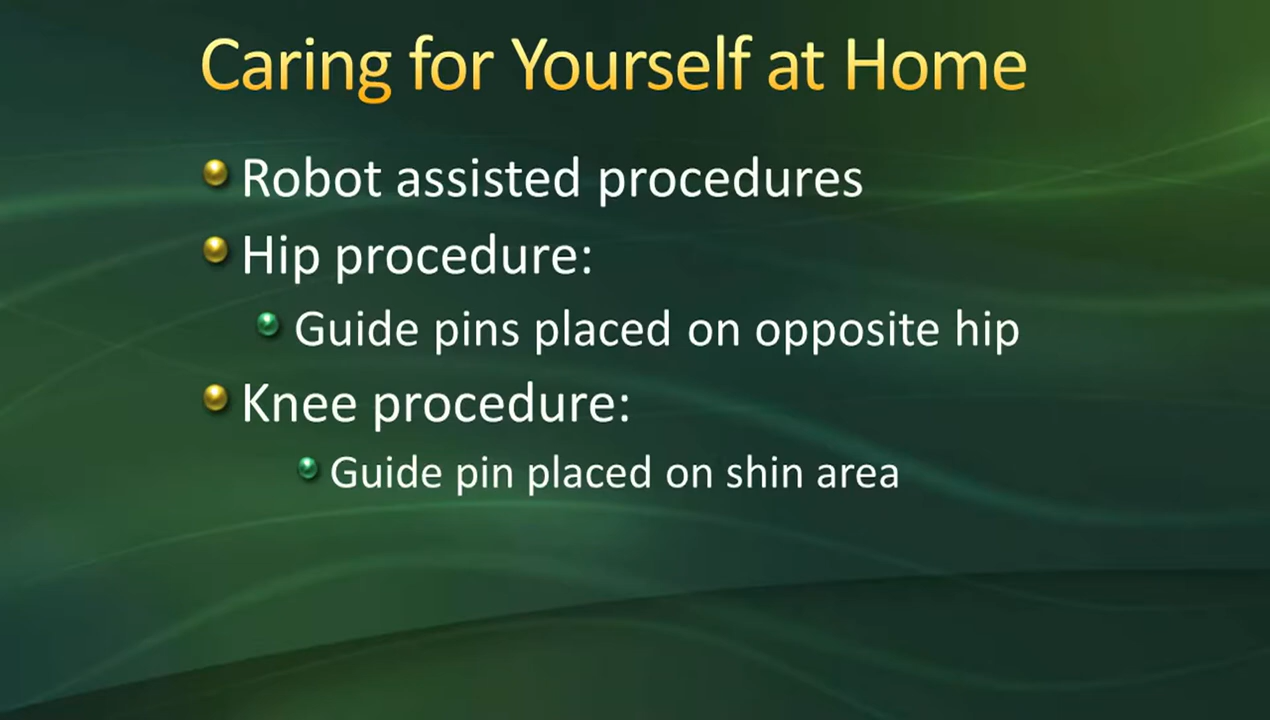 Caring for Yourself at Home
Robot assisted procedures
Hip procedure:
Guide pins placed on opposite hip
Knee procedure:
Guide pin placed on shin area